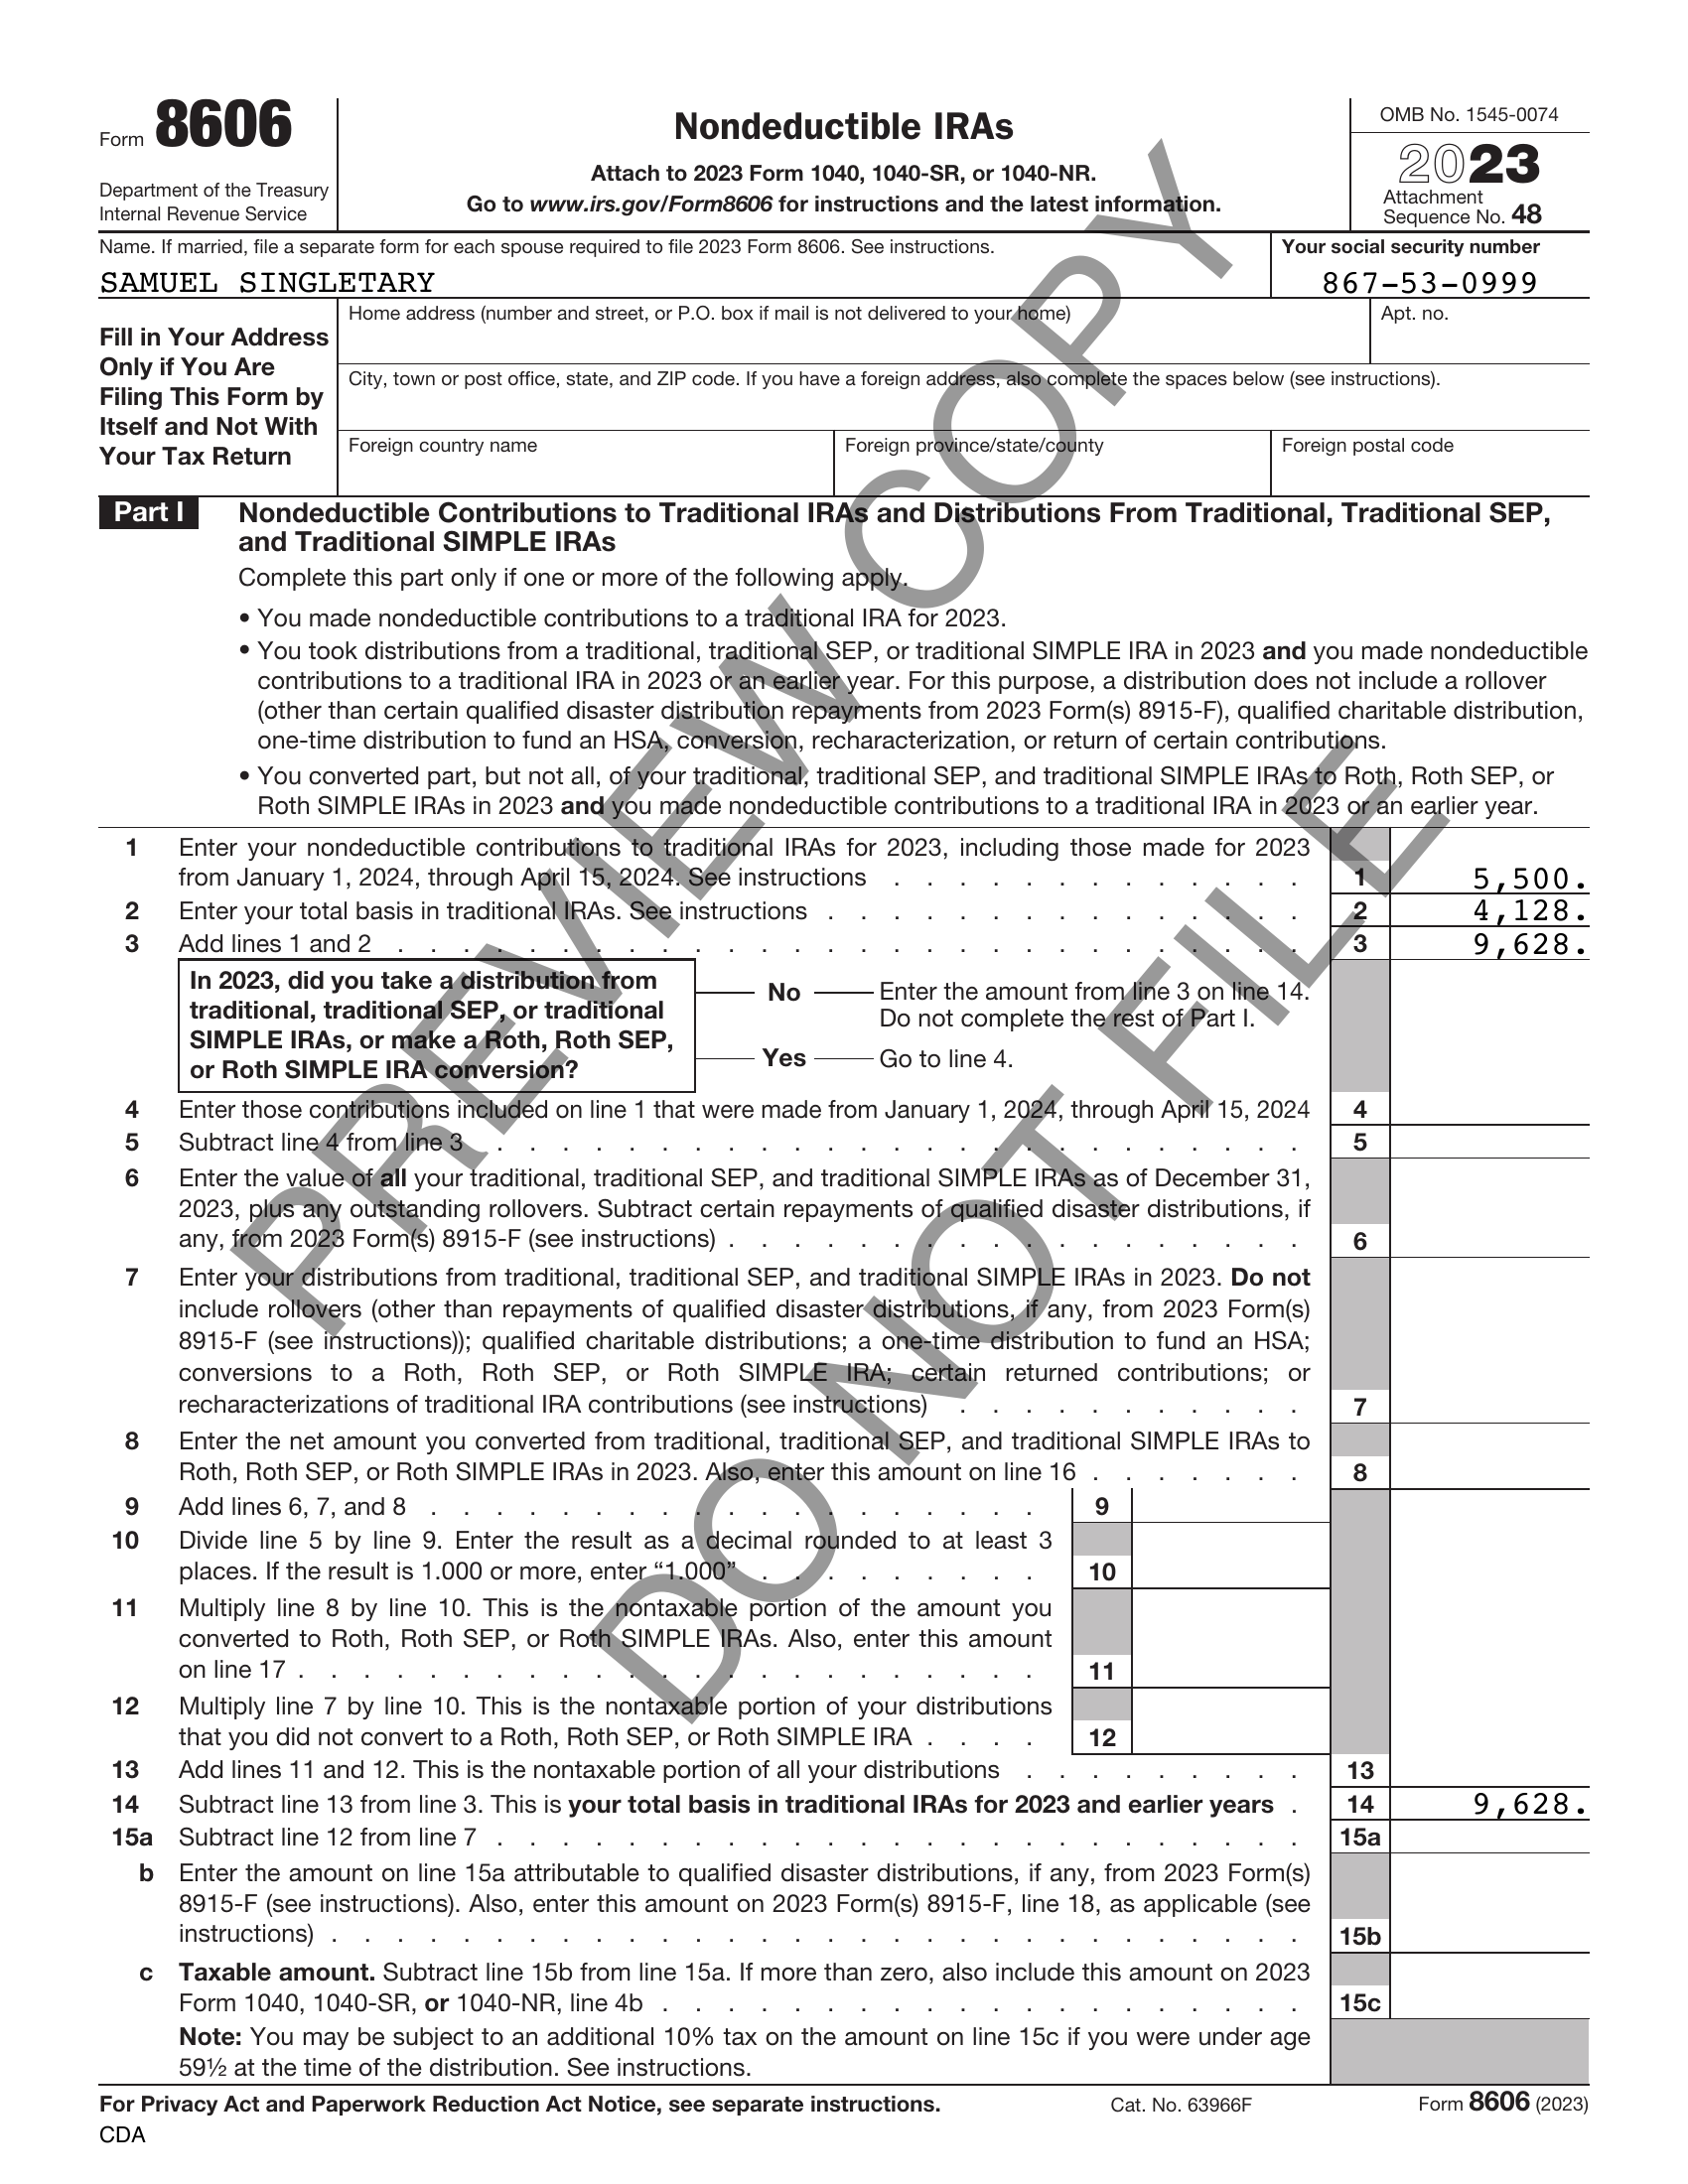 Form 8606
Department of the Treasury
Internal Revenue Service
Nondeductible IRAs
Attach to 2023 Form 1040, 1040-SR, or 1040-NR.
Go to www.irs.gov/Form8606 for instructions and the latest information.
OMB No. 1545-0074
2023
Attachment
Sequence No. 48
Name. If married, file a separate form for each spouse required to file 2023 Form 8606. See instructions.
SAMUEL SINGLETARY
Your social security number
867-53-0999
Fill in Your Address
Only if You Are
Filing This Form by
Itself and Not With
Your Tax Return
Home address (number and street, or P.O. box if mail is not delivered to your home)
Apt. no.
City, town or post office, state, and ZIP code. If you have a foreign address, also complete the spaces below (see instructions).
Foreign country name
Foreign province/state/county
Foreign postal code
Part I Nondeductible Contributions to Traditional IRAs and Distributions From Traditional, Traditional SEP,
and Traditional SIMPLE IRAs
Complete this part only if one or more of the following apply.
• You made nondeductible contributions to a traditional IRA for 2023.
• You took distributions from a traditional, traditional SEP, or traditional SIMPLE IRA in 2023 and you made nondeductible
contributions to a traditional IRA in 2023 or an earlier year. For this purpose, a distribution does not include a rollover
(other than certain qualified disaster distribution repayments from 2023 Form(s) 8915-F), qualified charitable distribution,
one-time distribution to fund an HSA, conversion, recharacterization, or return of certain contributions.
• You converted part, but not all, of your traditional, traditional SEP, and traditional SIMPLE IRAs to Roth, Roth SEP, or
Roth SIMPLE IRAs in 2023 and you made nondeductible contributions to a traditional IRA in 2023 or an earlier year.
1 Enter your nondeductible contributions to traditional IRAs for 2023, including those made for 2023
from January 1, 2024, through April 15, 2024. See instructions . . . . . . . . . . . . . 1 5,500.
2 Enter your total basis in traditional IRAs. See instructions . . . . . . . . . . . . . . . 2 4,128.
3 Add lines 1 and 2 . . . . . . . . . . . . . . . . . . . . . . . . . . . . 3 9,628.
In 2023, did you take a distribution from
traditional, traditional SEP, or traditional
SIMPLE IRAs, or make a Roth, Roth SEP,
or Roth SIMPLE IRA conversion?
No Enter the amount from line 3 on line 14.
Do not complete the rest of Part I.
Yes Go to line 4.
4 Enter those contributions included on line 1 that were made from January 1, 2024, through April 15, 2024 4
5 Subtract line 4 from line 3 . . . . . . . . . . . . . . . . . . . . . . . . . 5
6 Enter the value of all your traditional, traditional SEP, and traditional SIMPLE IRAs as of December 31,
2023, plus any outstanding rollovers. Subtract certain repayments of qualified disaster distributions, if
any, from 2023 Form(s) 8915-F (see instructions) . . . . . . . . . . . . . . . . . . 6
7 Enter your distributions from traditional, traditional SEP, and traditional SIMPLE IRAs in 2023. Do not
include rollovers (other than repayments of qualified disaster distributions, if any, from 2023 Form(s)
8915-F (see instructions)); qualified charitable distributions; a one-time distribution to fund an HSA;
conversions to a Roth, Roth SEP, or Roth SIMPLE IRA; certain returned contributions; or
recharacterizations of traditional IRA contributions (see instructions) . . . . . . . . . . . 7
8 Enter the net amount you converted from traditional, traditional SEP, and traditional SIMPLE IRAs to
Roth, Roth SEP, or Roth SIMPLE IRAs in 2023. Also, enter this amount on line 16 . . . . . . . 8
9 Add lines 6, 7, and 8 . . . . . . . . . . . . . . . . . . . 9
10 Divide line 5 by line 9. Enter the result as a decimal rounded to at least 3
places. If the result is 1.000 or more, enter “1.000” . . . . . . . . . 10
11 Multiply line 8 by line 10. This is the nontaxable portion of the amount you
converted to Roth, Roth SEP, or Roth SIMPLE IRAs. Also, enter this amount
on line 17 . . . . . . . . . . . . . . . . . . . . . . . 11
12 Multiply line 7 by line 10. This is the nontaxable portion of your distributions
that you did not convert to a Roth, Roth SEP, or Roth SIMPLE IRA . . . . 12
13 Add lines 11 and 12. This is the nontaxable portion of all your distributions . . . . . . . . . 13
14 Subtract line 13 from line 3. This is your total basis in traditional IRAs for 2023 and earlier years . 14 9,628.
15a Subtract line 12 from line 7 . . . . . . . . . . . . . . . . . . . . . . . . . 15a
b Enter the amount on line 15a attributable to qualified disaster distributions, if any, from 2023 Form(s)
8915-F (see instructions). Also, enter this amount on 2023 Form(s) 8915-F, line 18, as applicable (see
instructions) . . . . . . . . . . . . . . . . . . . . . . . . . . . . . . 15b
c Taxable amount. Subtract line 15b from line 15a. If more than zero, also include this amount on 2023
Form 1040, 1040-SR, or 1040-NR, line 4b . . . . . . . . . . . . . . . . . . . . 15c
Note: You may be subject to an additional 10% tax on the amount on line 15c if you were under age
59½ at the time of the distribution. See instructions.
For Privacy Act and Paperwork Reduction Act Notice, see separate instructions.
Cat. No. 63966F
Form 8606 (2023)
CDA
PREVIEW COPY
DO NOT FILE